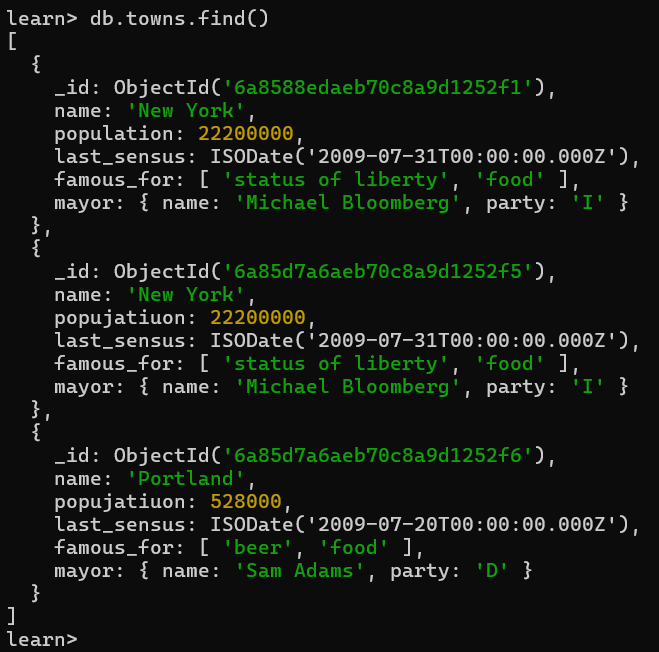 learn> db.towns.find()
[
  {
    _id: ObjectId('6a8588edaeb70c8a9d1252f1'),
    name: 'New York',
    population: 22200000,
    last_sensus: ISODate('2009-07-31T00:00:00.000Z'),
    famous_for: [ 'status of liberty', 'food' ],
    mayor: { name: 'Michael Bloomberg', party: 'I' }
  },
  {
    _id: ObjectId('6a85d7a6aeb70c8a9d1252f5'),
    name: 'New York',
    popujatiuon: 22200000,
    last_sensus: ISODate('2009-07-31T00:00:00.000Z'),
    famous_for: [ 'status of liberty', 'food' ],
    mayor: { name: 'Michael Bloomberg', party: 'I' }
  },
  {
    _id: ObjectId('6a85d7a6aeb70c8a9d1252f6'),
    name: 'Portland',
    popujatiuon: 528000,
    last_sensus: ISODate('2009-07-20T00:00:00.000Z'),
    famous_for: [ 'beer', 'food' ],
    mayor: { name: 'Sam Adams', party: 'D' }
  }
]
learn>